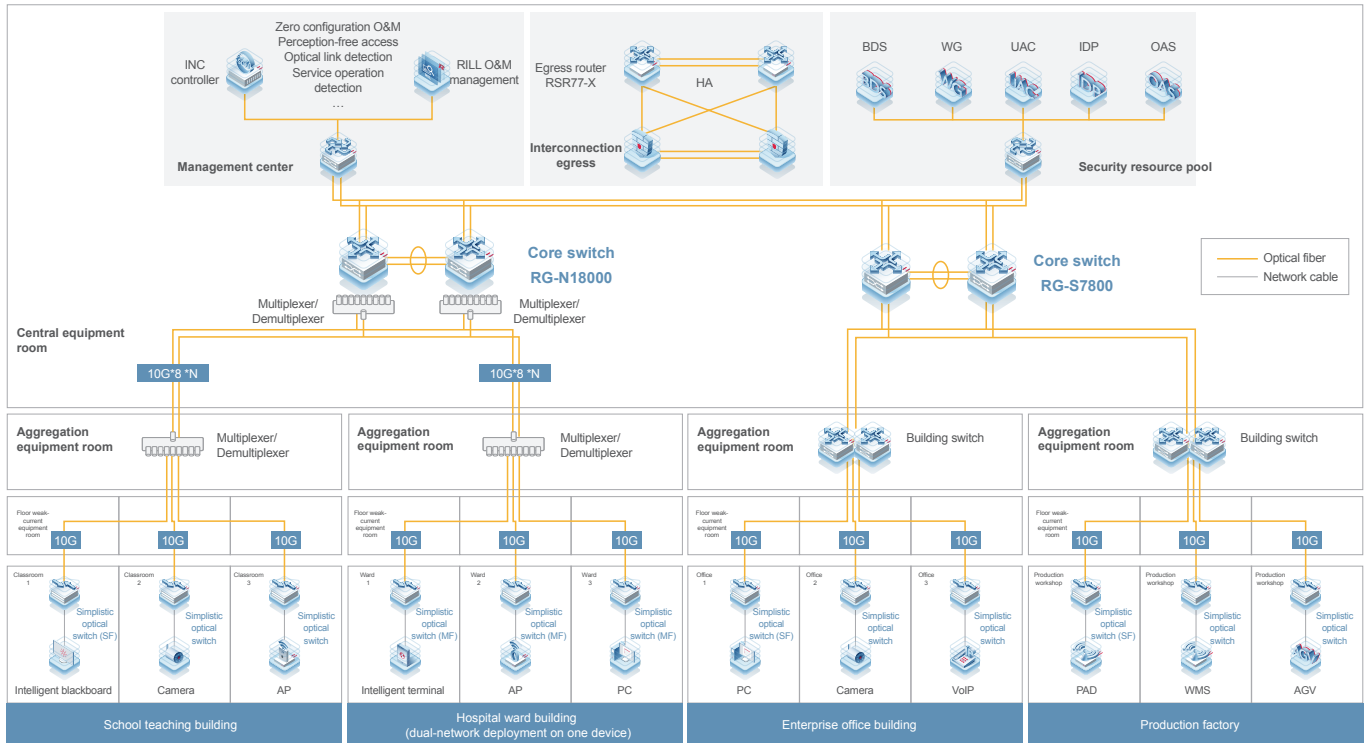 INC
controller
Zero configuration O&M
Perception-free access
Optical link detection
Service operation
detection
…
RILL O&M
management
Management center
Egress router
RSR77-X
HA
Interconnection
egress
BDS
WG
UAC
IDP
OAS
BDS
WG
UAC
IDP
OAS
Security resource pool
Core switch
RG-N18000
Core switch
RG-S7800
Optical fiber
Network cable
Multiplexer/
Demultiplexer
Multiplexer/
Demultiplexer
Central equipment
room
10G*8 *N
10G*8 *N
Aggregation
equipment room
Multiplexer/
Demultiplexer
Aggregation
equipment room
Multiplexer/
Demultiplexer
Aggregation
equipment room
Building switch
Aggregation
equipment room
Building switch
Floor weak-
current
equipment
room
10G
10G
10G
Floor weak-
current
equipment
room
10G
10G
10G
Floor weak-
current
equipment
room
10G
10G
10G
Floor weak-
current
equipment
room
10G
10G
10G
Classroom
1
Simplistic
optical
switch (SF)
Intelligent blackboard
Classroom
2
Simplistic
optical
switch
Camera
Classroom
3
Simplistic
optical
switch
AP
Ward
1
Simplistic
optical
switch (MF)
Intelligent terminal
Ward
2
Simplistic
optical
switch (MF)
AP
Ward
3
Simplistic
optical
switch (MF)
PC
Office
1
Simplistic
optical
switch (SF)
PC
Office
2
Simplistic
optical
switch
Camera
Office
3
Simplistic
optical
switch
VoIP
Production
workshop
Simplistic
optical
switch (SF)
PAD
Production
workshop
Simplistic
optical
switch
WMS
Production
workshop
Simplistic
optical
switch
AGV
School teaching building
Hospital ward building
(dual-network deployment on one device)
Enterprise office building
Production factory